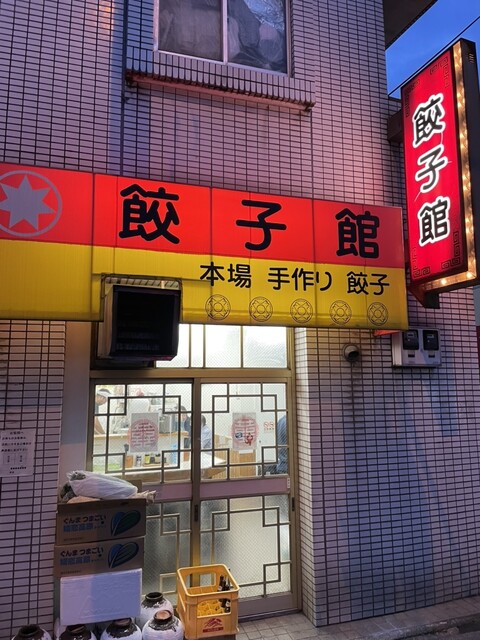 餃子館
本場 手作り 餃子
餃子館
ぐんま つまごい
ぐんま つまごい